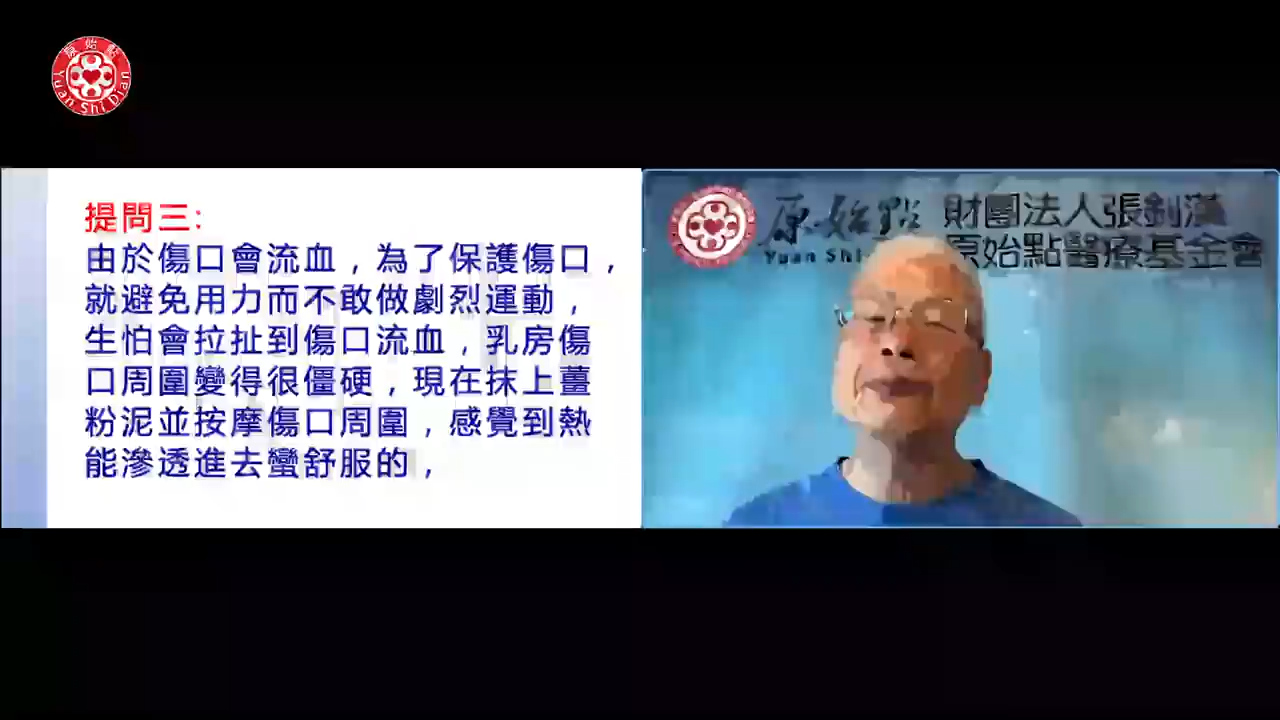 原始點
Yuan Shi Dian
提問三:
由於傷口會流血，為了保護傷口，
就避免用力而不敢做劇烈運動，
生怕會拉扯到傷口流血，乳房傷
口周圍變得很僵硬，現在抹上薑
粉泥並按摩傷口周圍，感覺到熱
能滲透進去蠻舒服的，
原始點
Yuan Shi
財團法人張釗漢
原始點醫療基金會